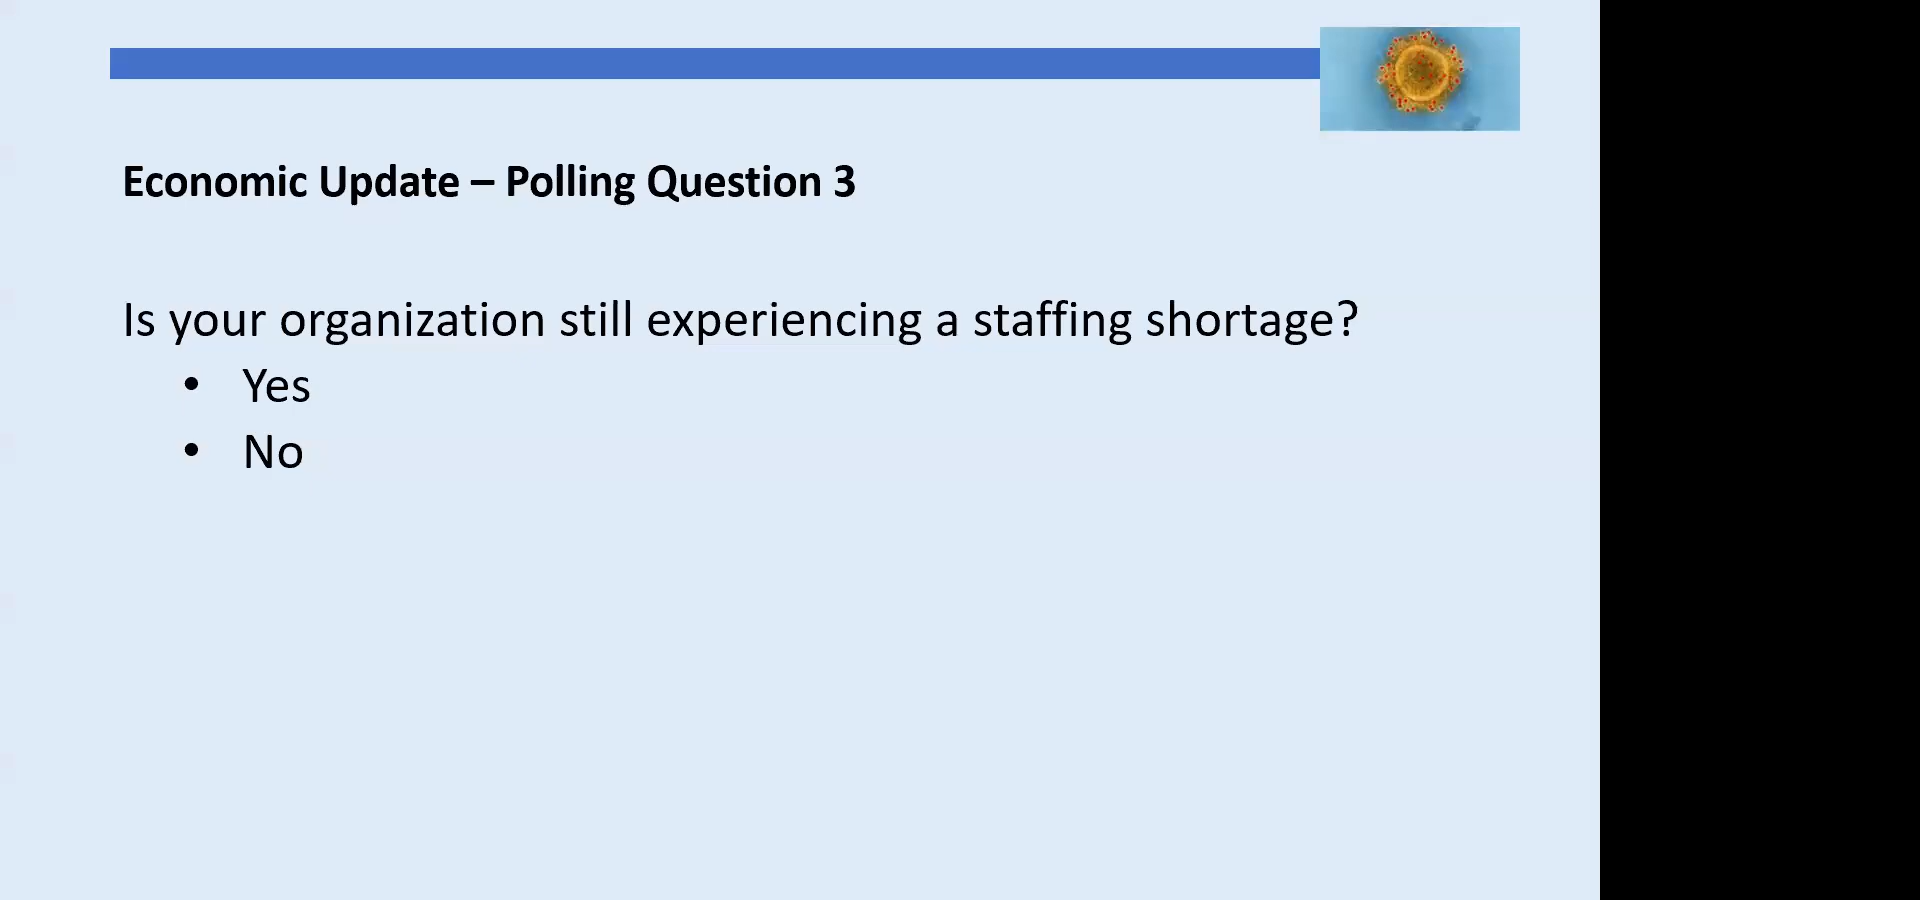 Economic Update – Polling Question 3
Is your organization still experiencing a staffing shortage?
• Yes
• No